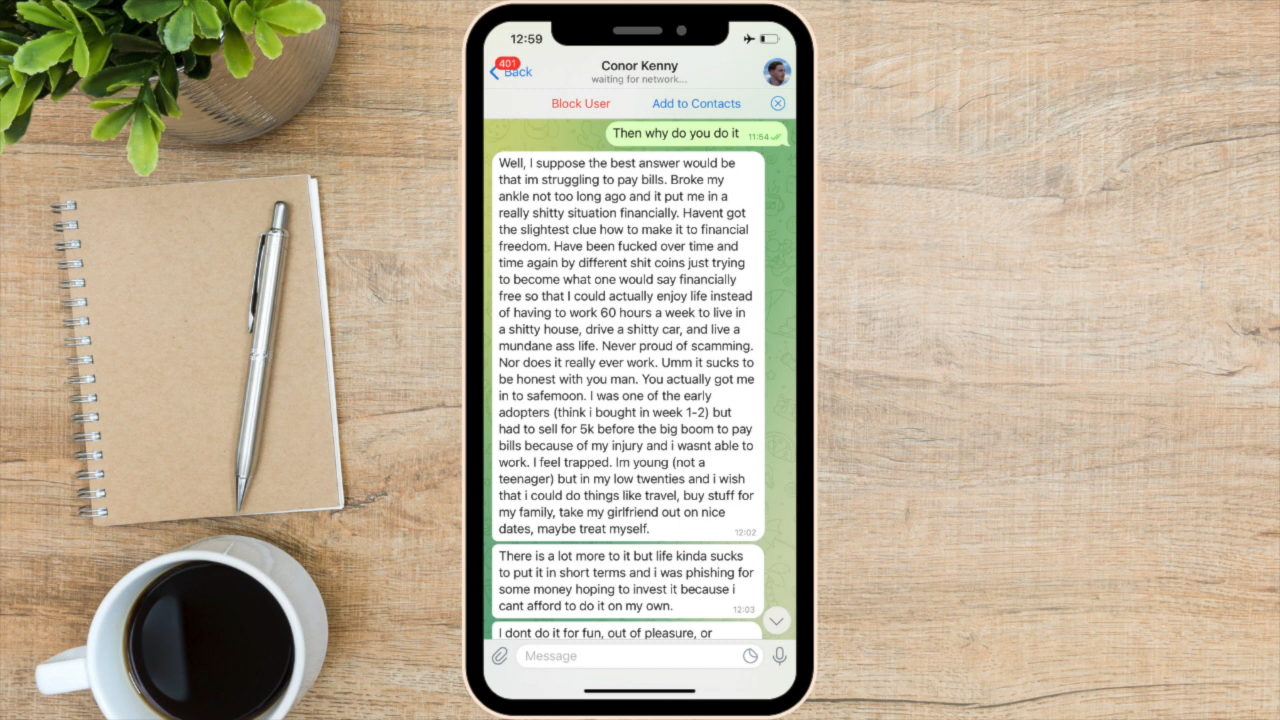 12:59
401
Back
Conor Kenny
waiting for network...
Block User
Add to Contacts
Then why do you do it
11:54
Well, I suppose the best answer would be
that im struggling to pay bills. Broke my
ankle not too long ago and it put me in a
really shitty situation financially. Havent got
the slightest clue how to make it to financial
freedom. Have been fucked over time and
time again by different shit coins just trying
to become what one would say financially
free so that I could actually enjoy life instead
of having to work 60 hours a week to live in
a shitty house, drive a shitty car, and live a
mundane ass life. Never proud of scamming.
Nor does it really ever work. Umm it sucks to
be honest with you man. You actually got me
in to safemoon. I was one of the early
adopters (think i bought in week 1-2) but
had to sell for 5k before the big boom to pay
bills because of my injury and i wasnt able to
work. I feel trapped. Im young (not a
teenager) but in my low twenties and i wish
that i could do things like travel, buy stuff for
my family, take my girlfriend out on nice
dates, maybe treat myself.
12:02
There is a lot more to it but life kinda sucks
to put it in short terms and i was phishing for
some money hoping to invest it because i
cant afford to do it on my own.
12:03
I dont do it for fun, out of pleasure, or
Message